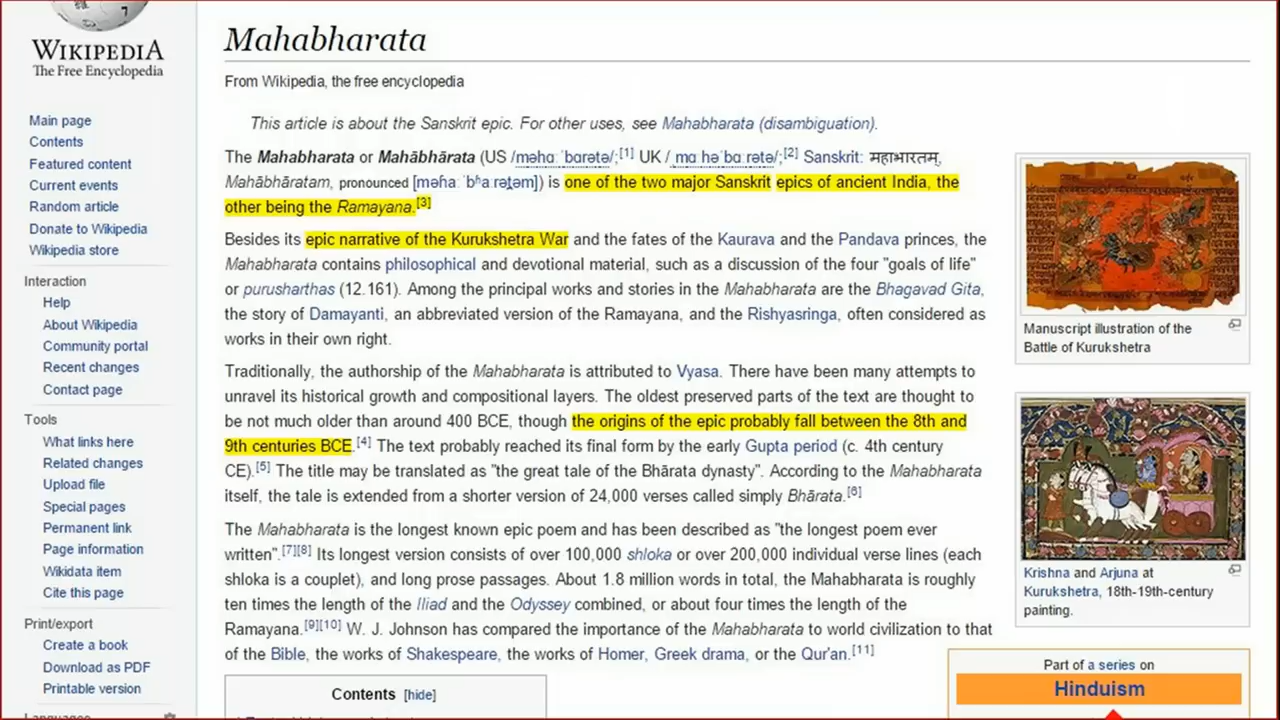 WIKIPEDIA
The Free Encyclopedia
Main page
Contents
Featured content
Current events
Random article
Donate to Wikipedia
Wikipedia store
Interaction
Help
About Wikipedia
Community portal
Recent changes
Contact page
Tools
What links here
Related changes
Upload file
Special pages
Permanent link
Page information
Wikidata item
Cite this page
Print/export
Create a book
Download as PDF
Printable version
Languages
Mahabharata
From Wikipedia, the free encyclopedia
This article is about the Sanskrit epic. For other uses, see Mahabharata (disambiguation).
The Mahabharata or Mahābhārata (US /məhɑːˈbɑrətə/;[1] UK /ˌmɑːhəˈbɑːrətə/;[2] Sanskrit: महाभारतम्,
Mahābhāratam, pronounced [məɦaːˈbʱaːrət̪əm]) is one of the two major Sanskrit epics of ancient India, the
other being the Ramayana.[3]
Besides its epic narrative of the Kurukshetra War and the fates of the Kaurava and the Pandava princes, the
Mahabharata contains philosophical and devotional material, such as a discussion of the four "goals of life"
or purusharthas (12.161). Among the principal works and stories in the Mahabharata are the Bhagavad Gita,
the story of Damayanti, an abbreviated version of the Ramayana, and the Rishyasringa, often considered as
works in their own right.
Traditionally, the authorship of the Mahabharata is attributed to Vyasa. There have been many attempts to
unravel its historical growth and compositional layers. The oldest preserved parts of the text are thought to
be not much older than around 400 BCE, though the origins of the epic probably fall between the 8th and
9th centuries BCE.[4] The text probably reached its final form by the early Gupta period (c. 4th century
CE).[5] The title may be translated as "the great tale of the Bhārata dynasty". According to the Mahabharata
itself, the tale is extended from a shorter version of 24,000 verses called simply Bhārata.[6]
The Mahabharata is the longest known epic poem and has been described as "the longest poem ever
written".[7][8] Its longest version consists of over 100,000 shloka or over 200,000 individual verse lines (each
shloka is a couplet), and long prose passages. About 1.8 million words in total, the Mahabharata is roughly
ten times the length of the Iliad and the Odyssey combined, or about four times the length of the
Ramayana.[9][10] W. J. Johnson has compared the importance of the Mahabharata to world civilization to that
of the Bible, the works of Shakespeare, the works of Homer, Greek drama, or the Qur'an.[11]
Contents [hide]
Manuscript illustration of the
Battle of Kurukshetra
Krishna and Arjuna at
Kurukshetra, 18th-19th-century
painting.
Part of a series on
Hinduism